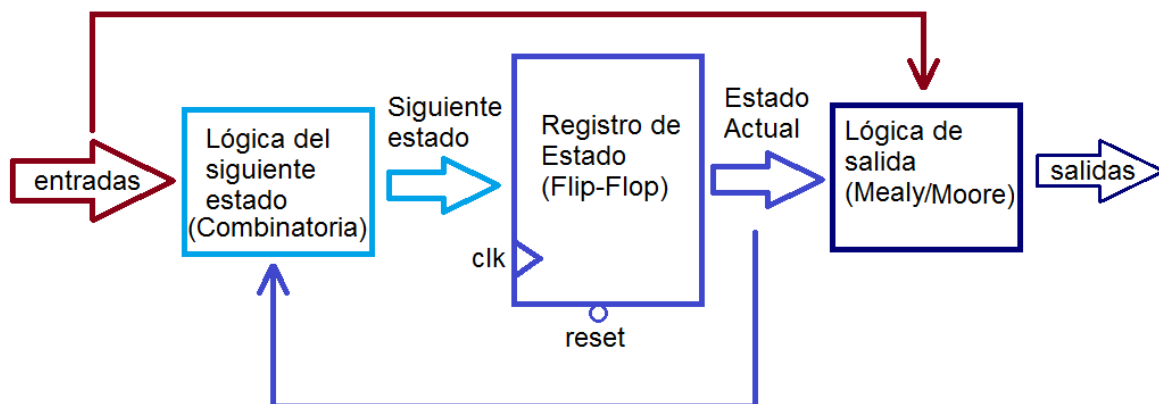 entradas
Lógica del
siguiente
estado
(Combinatoria)
Siguiente
estado
Registro de
Estado
(Flip-Flop)
clk
reset
Estado
Actual
Lógica de
salida
(Mealy/Moore)
salidas